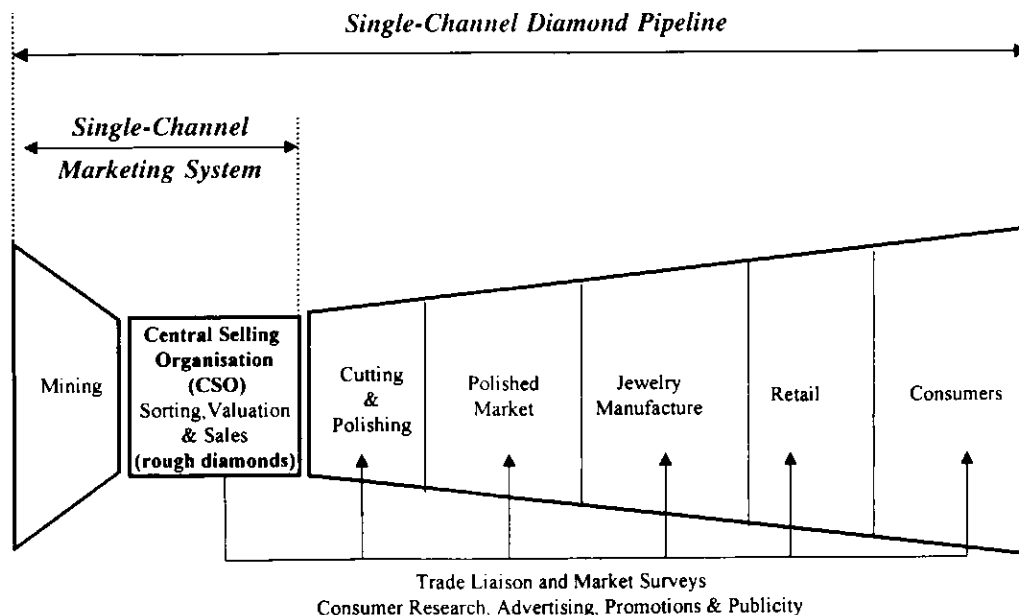 Single-Channel Diamond Pipeline
Single-Channel
Marketing System
Mining
Central Selling
Organisation
(CSO)
Sorting, Valuation
& Sales
(rough diamonds)
Cutting
&
Polishing
Polished
Market
Jewelry
Manufacture
Retail
Consumers
Trade Liaison and Market Surveys
Consumer Research, Advertising, Promotions & Publicity